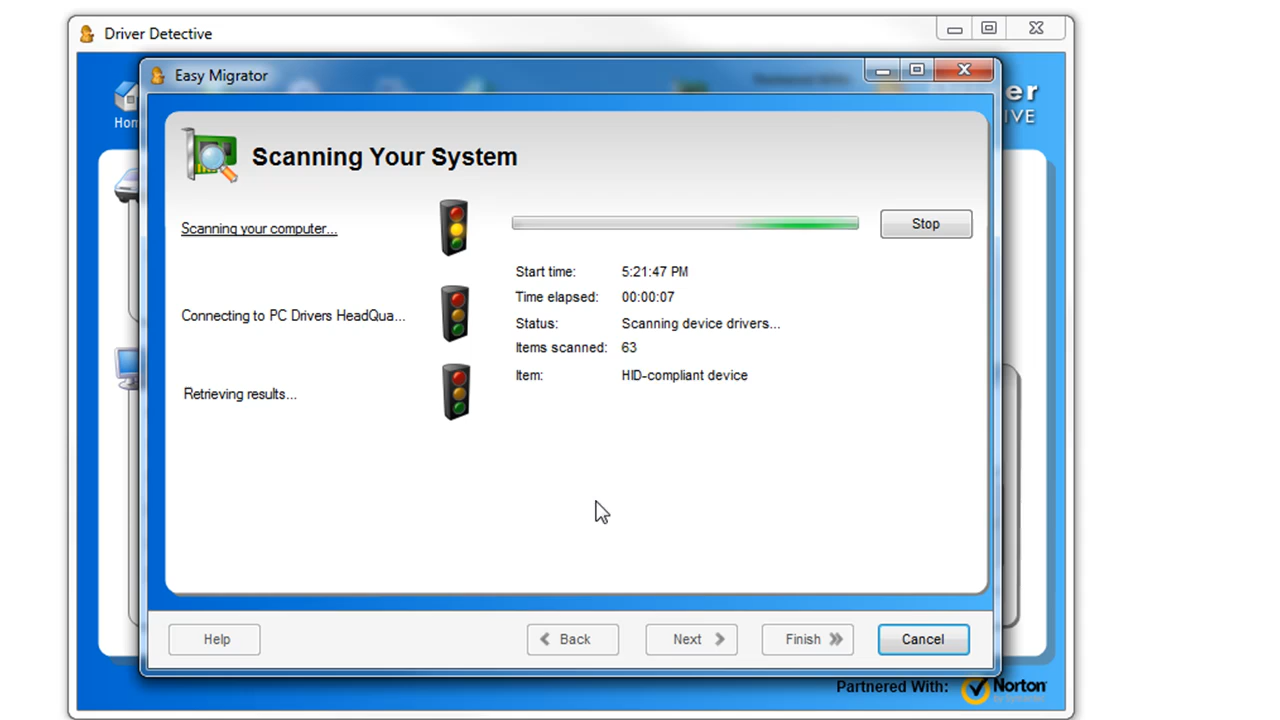 Driver Detective
Easy Migrator
Hom
er
IVE
Scanning Your System
Scanning your computer...
Stop
Start time: 5:21:47 PM
Time elapsed: 00:00:07
Connecting to PC Drivers HeadQua...
Status: Scanning device drivers...
Items scanned: 63
Item: HID-compliant device
Retrieving results...
Help
Back
Next
Finish
Cancel
Partnered With: Norton